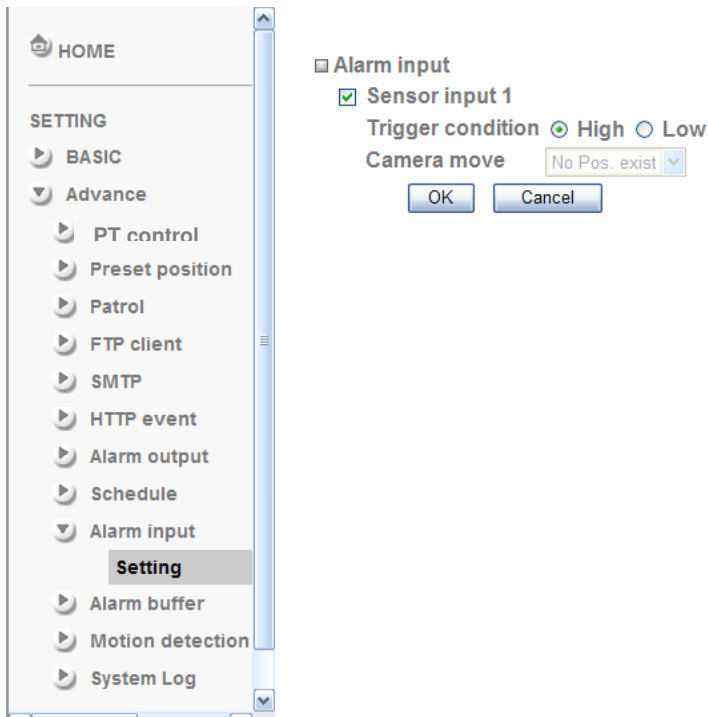 HOME
SETTING
BASIC
Advance
PT control
Preset position
Patrol
FTP client
SMTP
HTTP event
Alarm output
Schedule
Alarm input
Setting
Alarm buffer
Motion detection
System Log
Alarm input
Sensor input 1
Trigger condition High Low
Camera move No Pos. exist
OK Cancel